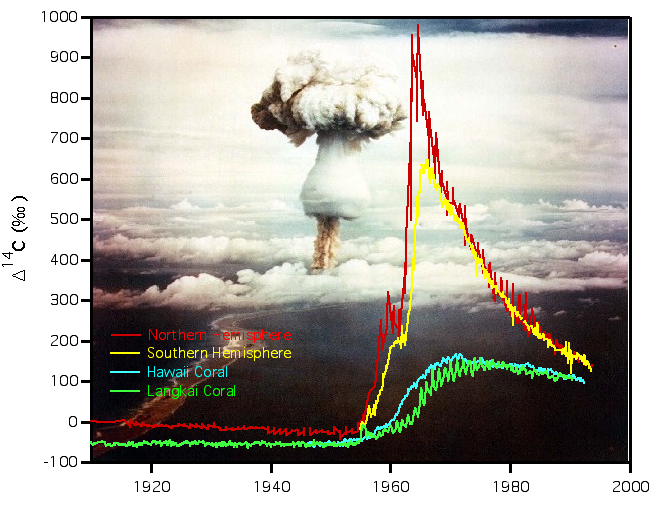 1000
900
800
700
600
500
400
300
200
100
0
-100
Δ¹⁴C (‰)
Northern Hemisphere
Southern Hemisphere
Hawaii Coral
Langkai Coral
1920 1940 1960 1980 2000